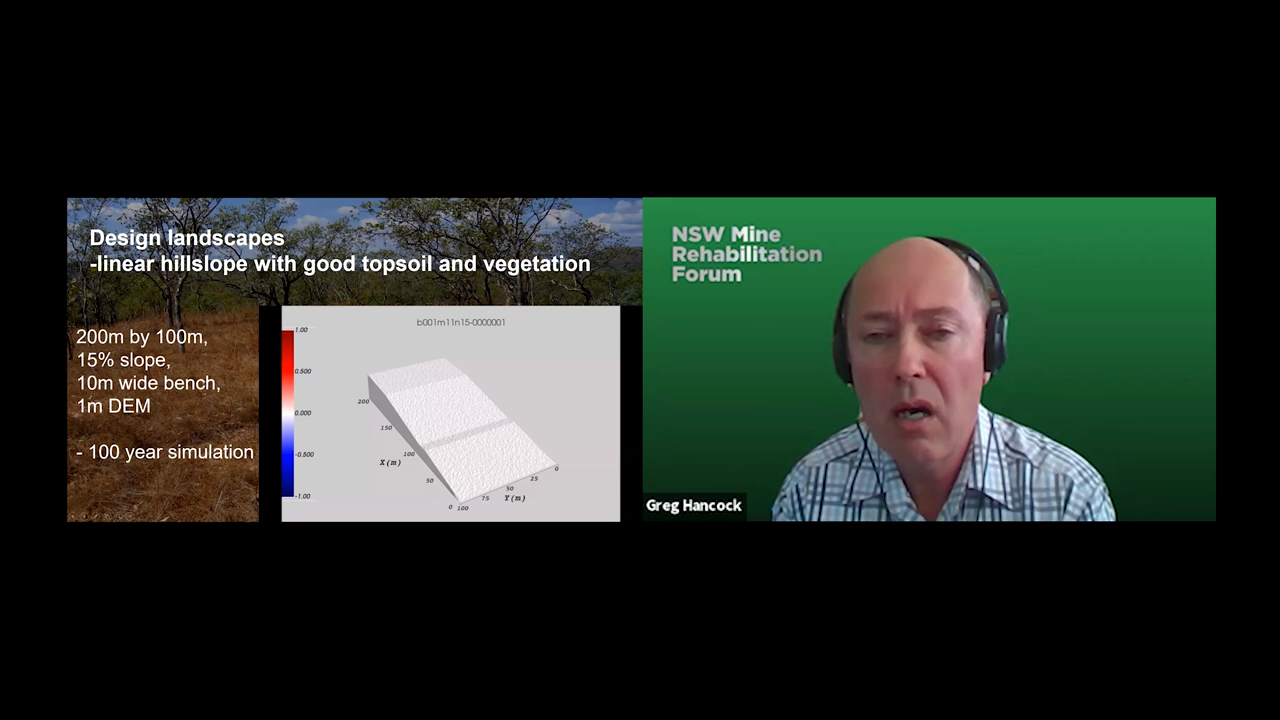 Design landscapes
-linear hillslope with good topsoil and vegetation
200m by 100m,
15% slope,
10m wide bench,
1m DEM
- 100 year simulation
b001m11n15-0000001
1.00
0.500
0.000
-0.500
-1.00
200
150
100
50
0
X(m)
100
75
50
25
0
Y(m)
NSW Mine
Rehabilitation
Forum
Greg Hancock